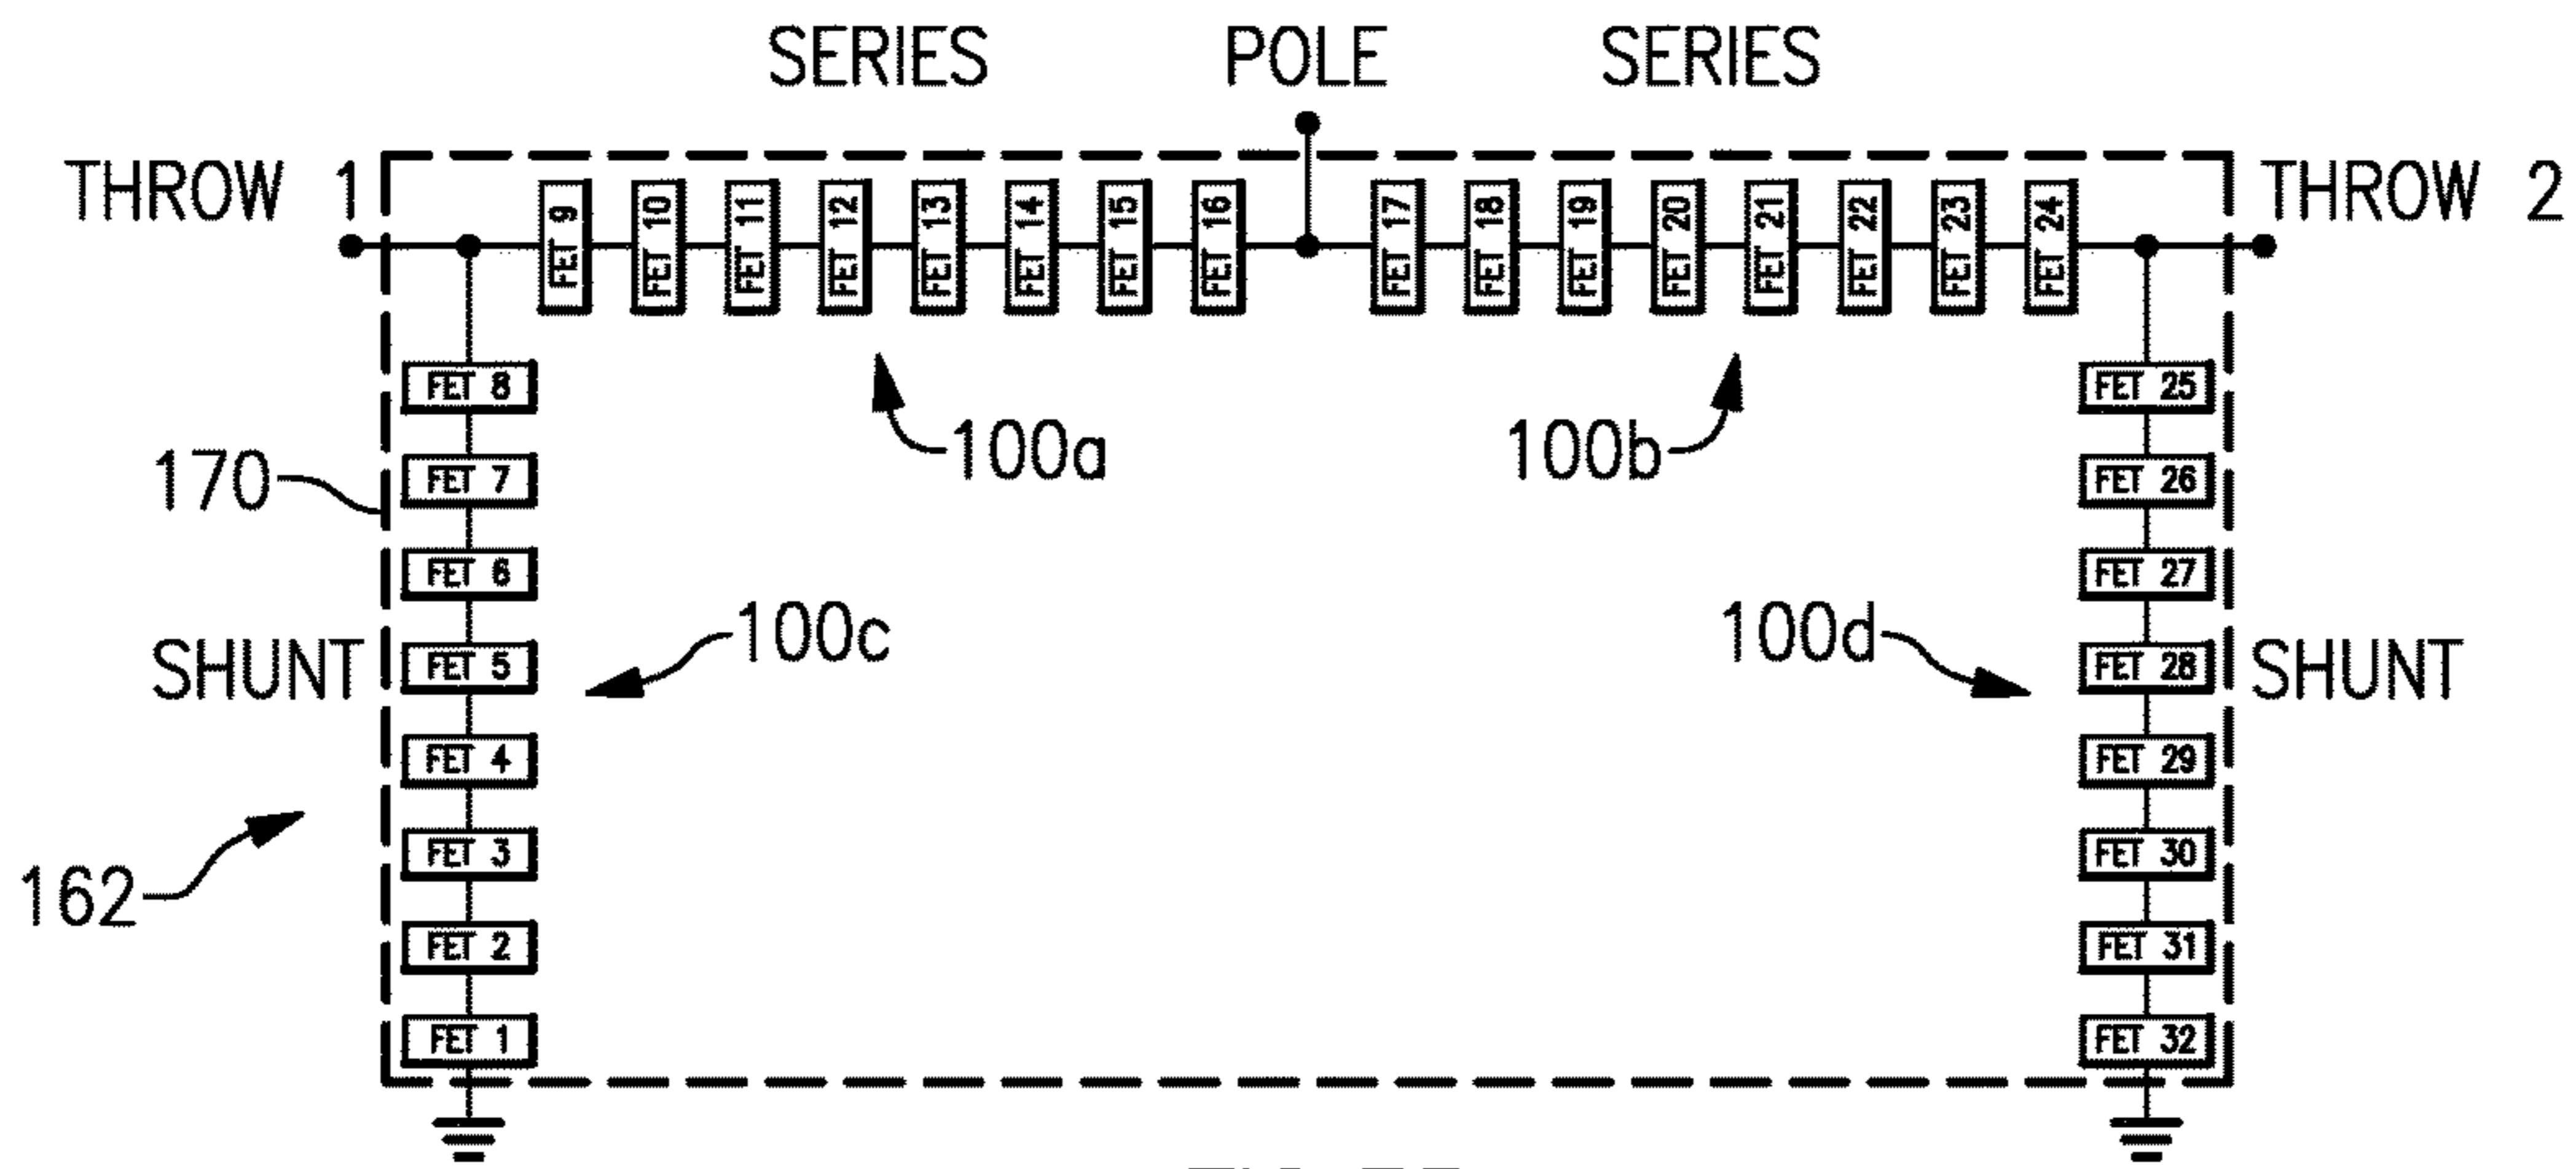 SERIES POLE SERIES
THROW 1
THROW 2
FET 9
FET 10
FET 11
FET 12
FET 13
FET 14
FET 15
FET 16
FET 17
FET 18
FET 19
FET 20
FET 21
FET 22
FET 23
FET 24
FET 8
FET 7
FET 6
FET 5
FET 4
FET 3
FET 2
FET 1
170
SHUNT
162
100a
100b
100c
100d
FET 25
FET 26
FET 27
FET 28
FET 29
FET 30
FET 31
FET 32
SHUNT